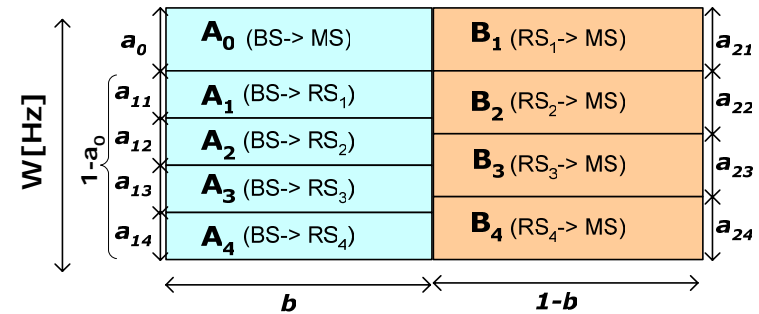 a0 A0 (BS-> MS) B1 (RS1-> MS) a21
a11 A1 (BS-> RS1)
a12 A2 (BS-> RS2) B2 (RS2-> MS) a22
a13 A3 (BS-> RS3) B3 (RS3-> MS) a23
a14 A4 (BS-> RS4) B4 (RS4-> MS) a24
W[Hz]
1-a0
b 1-b